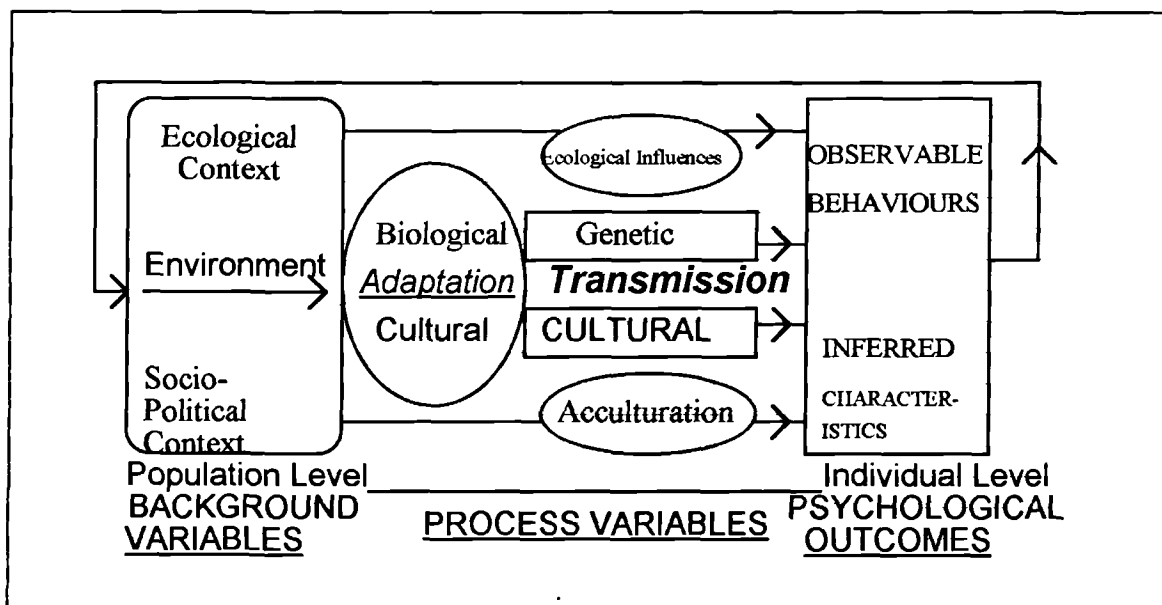 Ecological
Context
Environment
Socio-
Political
Context
Biological
Adaptation
Cultural
Ecological Influences
Genetic
Transmission
CULTURAL
Acculturation
OBSERVABLE
BEHAVIOURS
INFERRED
CHARACTER-
ISTICS
Population Level
BACKGROUND
VARIABLES
PROCESS VARIABLES
Individual Level
PSYCHOLOGICAL
OUTCOMES